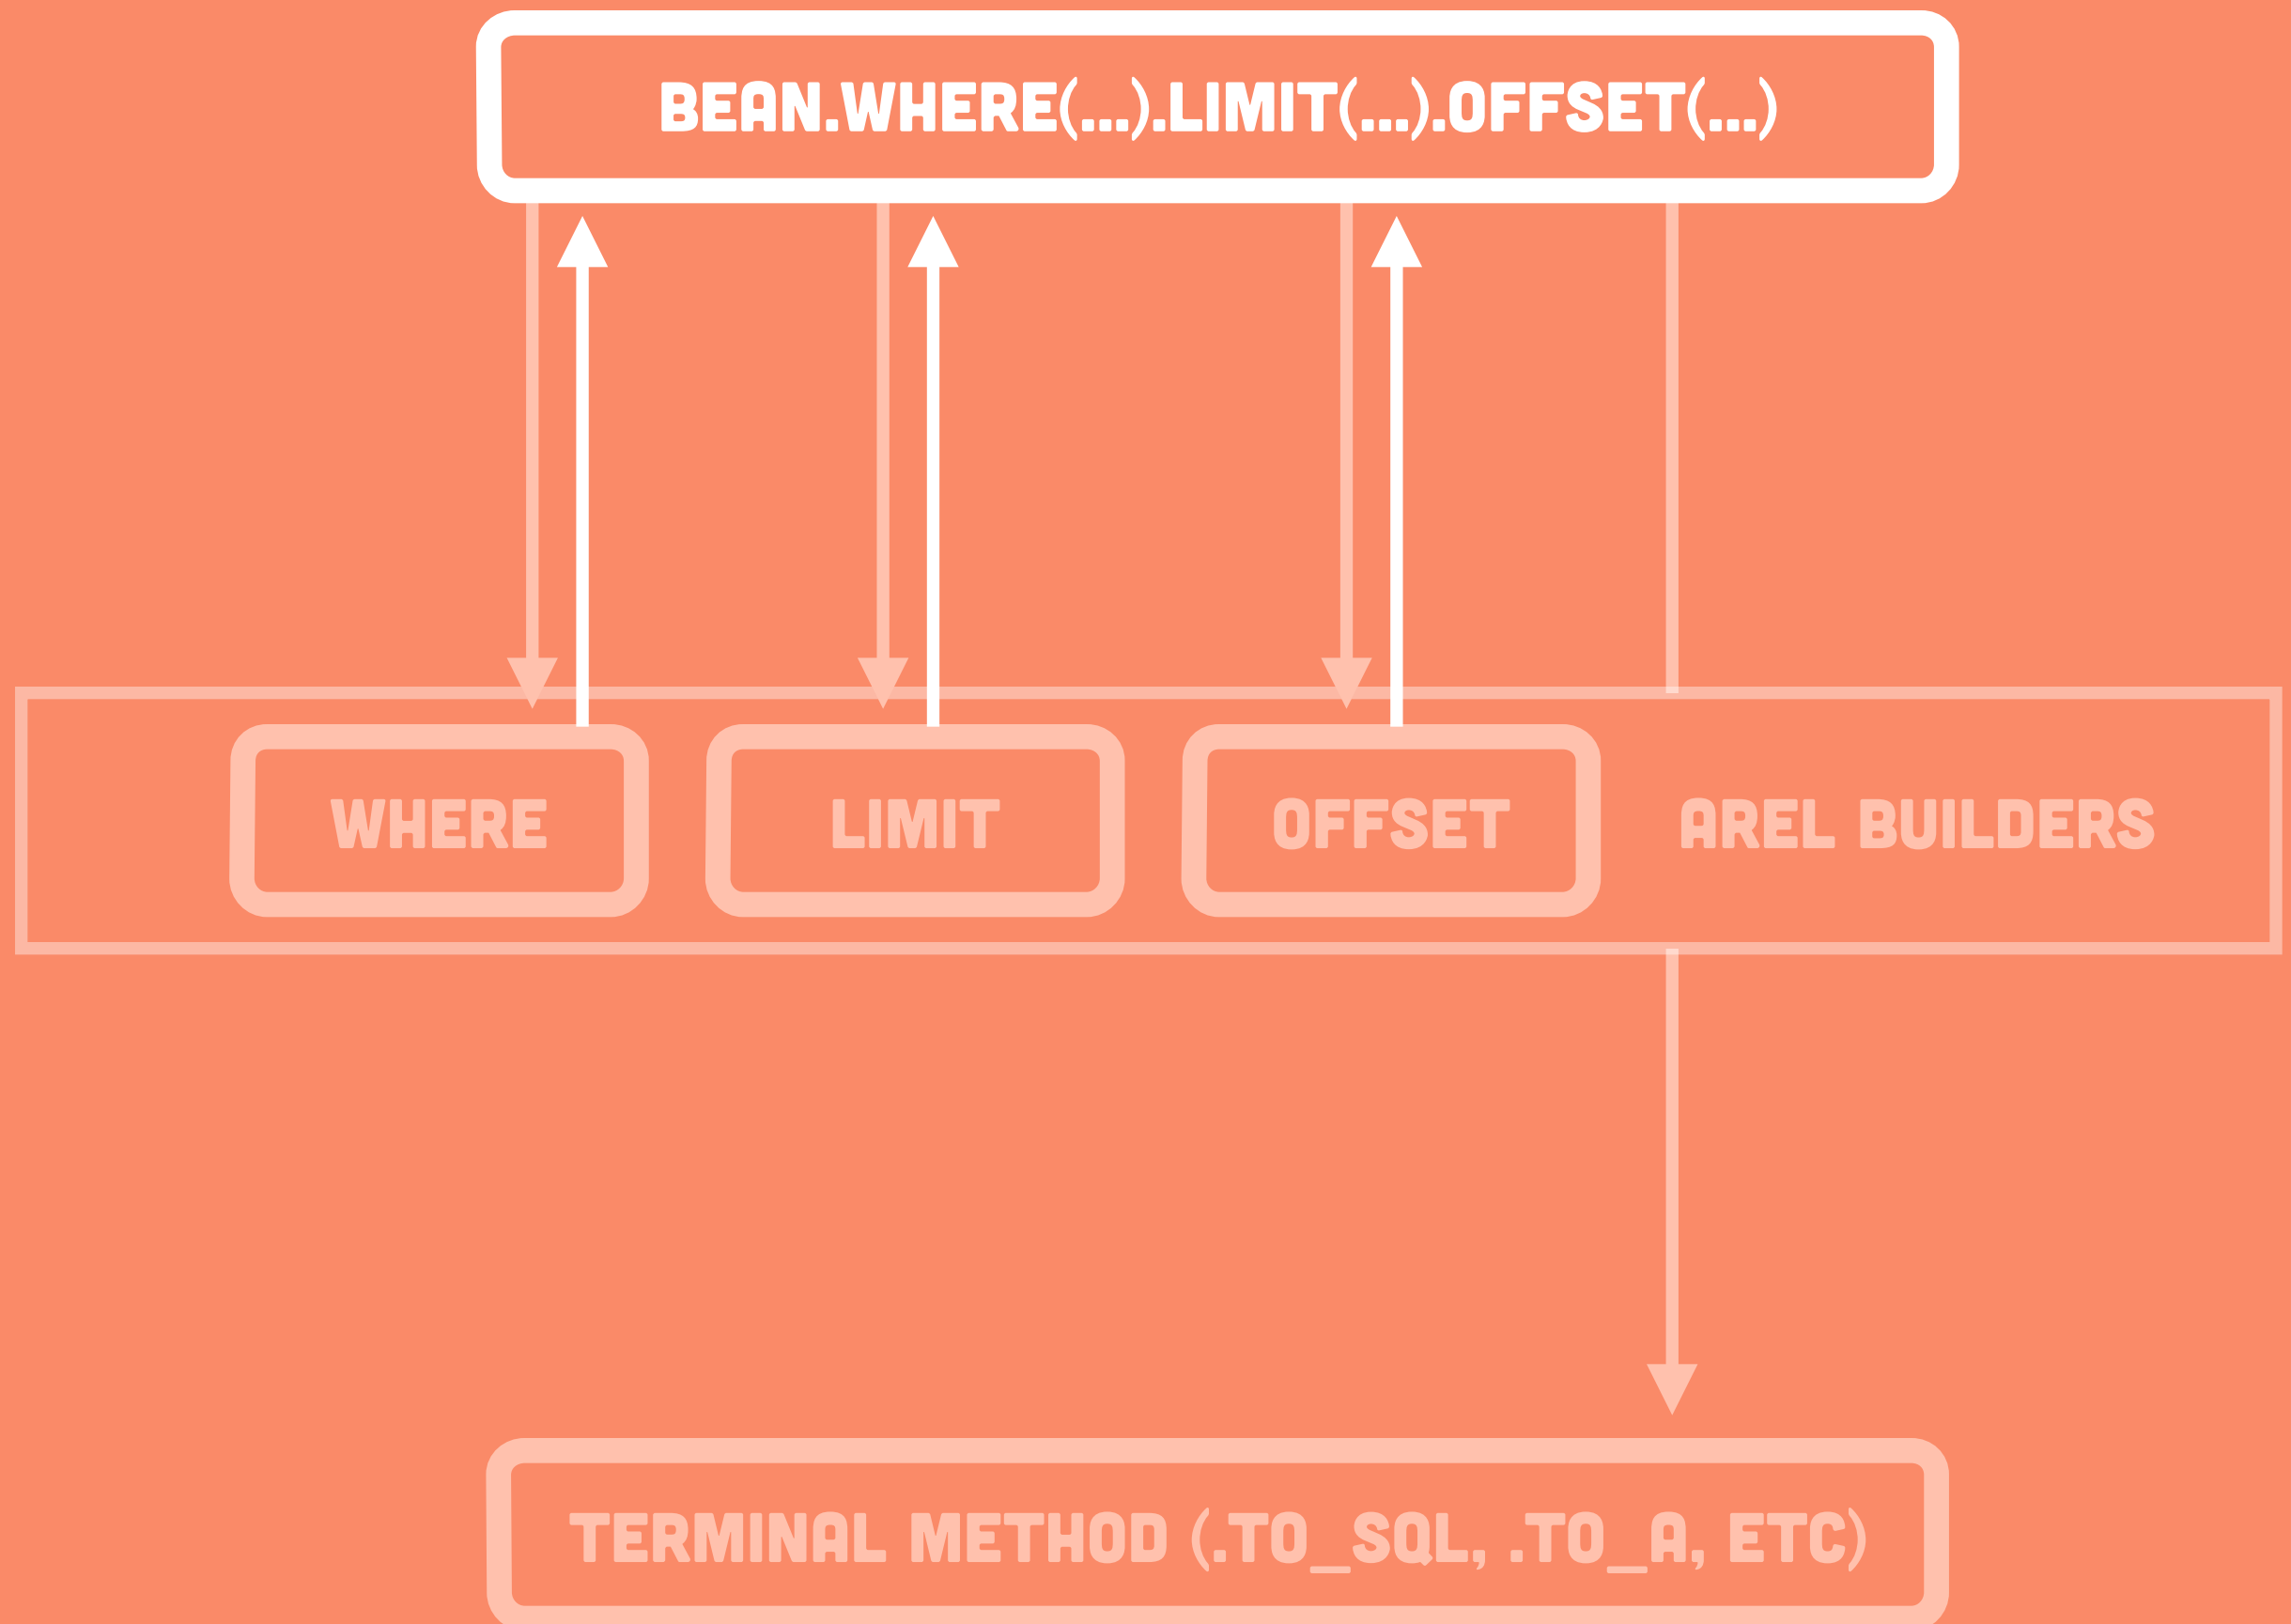 BEAN.WHERE(...).LIMIT(...).OFFSET(...)
WHERE
LIMIT
OFFSET
AREL BUILDERS
TERMINAL METHOD (.TO_SQL, .TO_A, ETC)